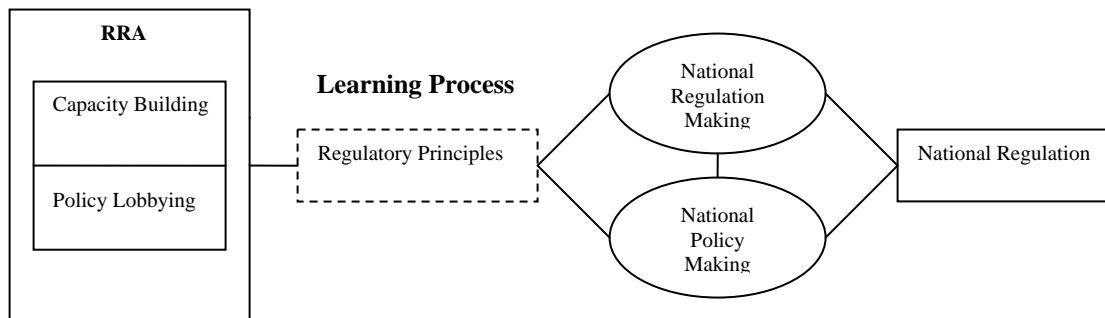 RRA
Capacity Building
Policy Lobbying
Learning Process
Regulatory Principles
National
Regulation
Making
National
Policy
Making
National Regulation